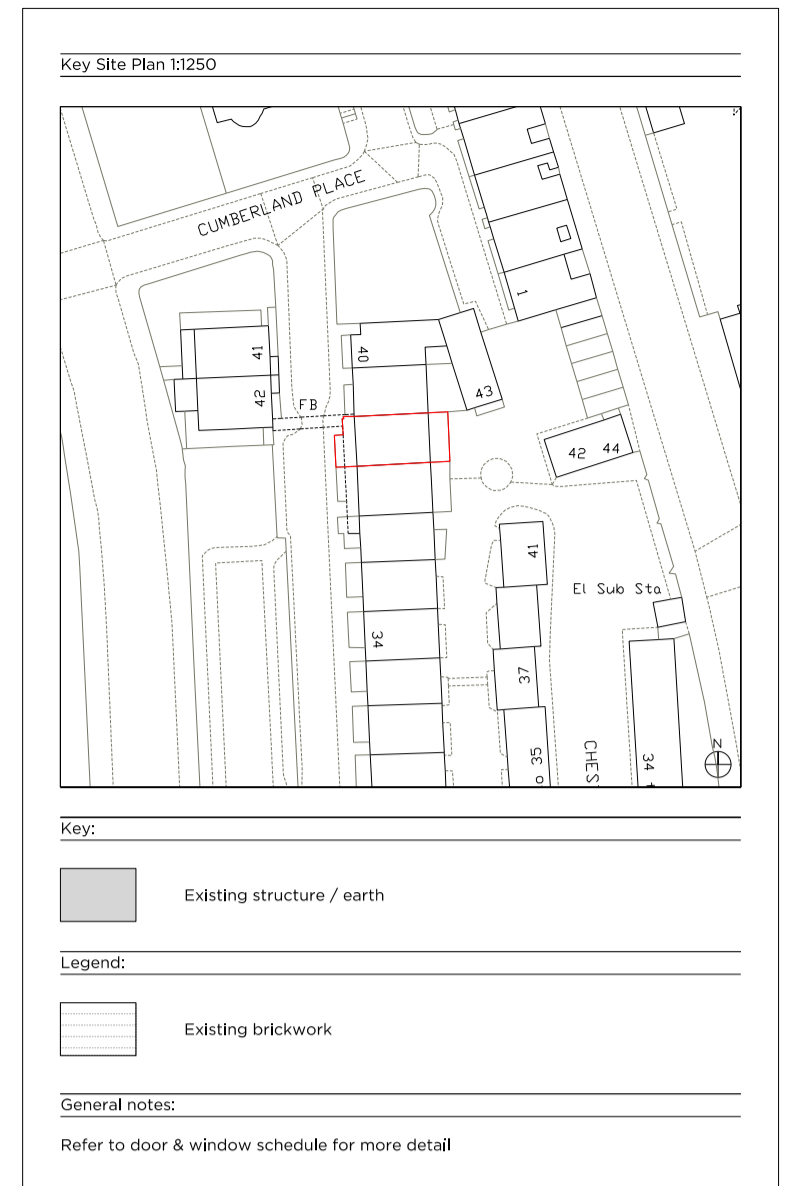 Key Site Plan 1:1250
CUMBERLAND PLACE
1
41
40
42
FB
43
42 44
41
El Sub Sta
34
37
CHES
35
34
N
Key:
Existing structure / earth
Legend:
Existing brickwork
General notes:
Refer to door & window schedule for more detail